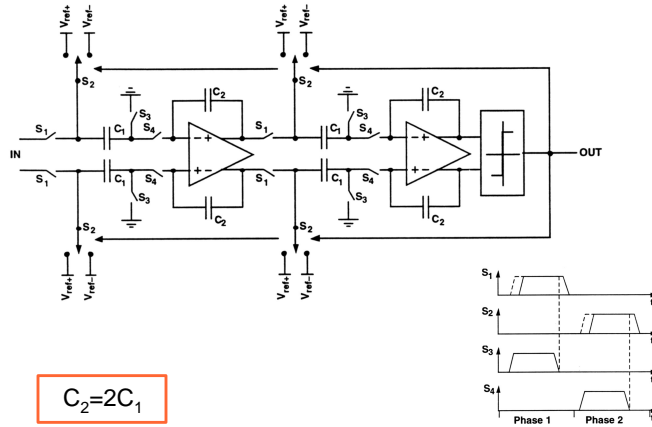 Vref+ Vref- Vref+ Vref-
S2 S2
C2 C2
S3 S3
S1 C1 S4 S1 C1 S4
IN OUT
S1 C1 S4 S1 C1 S4
S3 S3
C2 C2
S2 S2
Vref+ Vref- Vref+ Vref-
S1 t
S2 t
S3 t
S4 t
Phase 1 Phase 2
C2=2C1